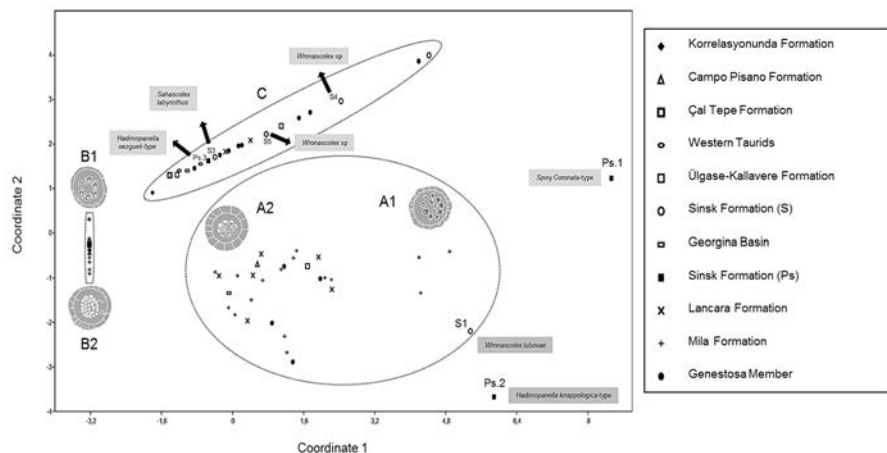 Coordinate 2
4
3
2
1
0
-1
-2
-3
-4
-3,2
-1,6
0
1,6
3,2
4,8
6,4
8
Coordinate 1
Wronascolex sp
Sahascolex
labyrinthus
Hadimopanella
oezgueli-type
C
S4
S3
Ps.3
S5
Wronascolex sp
B1
B2
A2
A1
Ps.1
Spiny Coronata-type
S1
Wronascolex lubovae
Ps.2
Hadimopanella knappologica-type
Korrelasyonunda Formation
Campo Pisano Formation
Çal Tepe Formation
Western Taurids
Ülgase-Kallavere Formation
Sinsk Formation (S)
Georgina Basin
Sinsk Formation (Ps)
Lancara Formation
Mila Formation
Genestosa Member